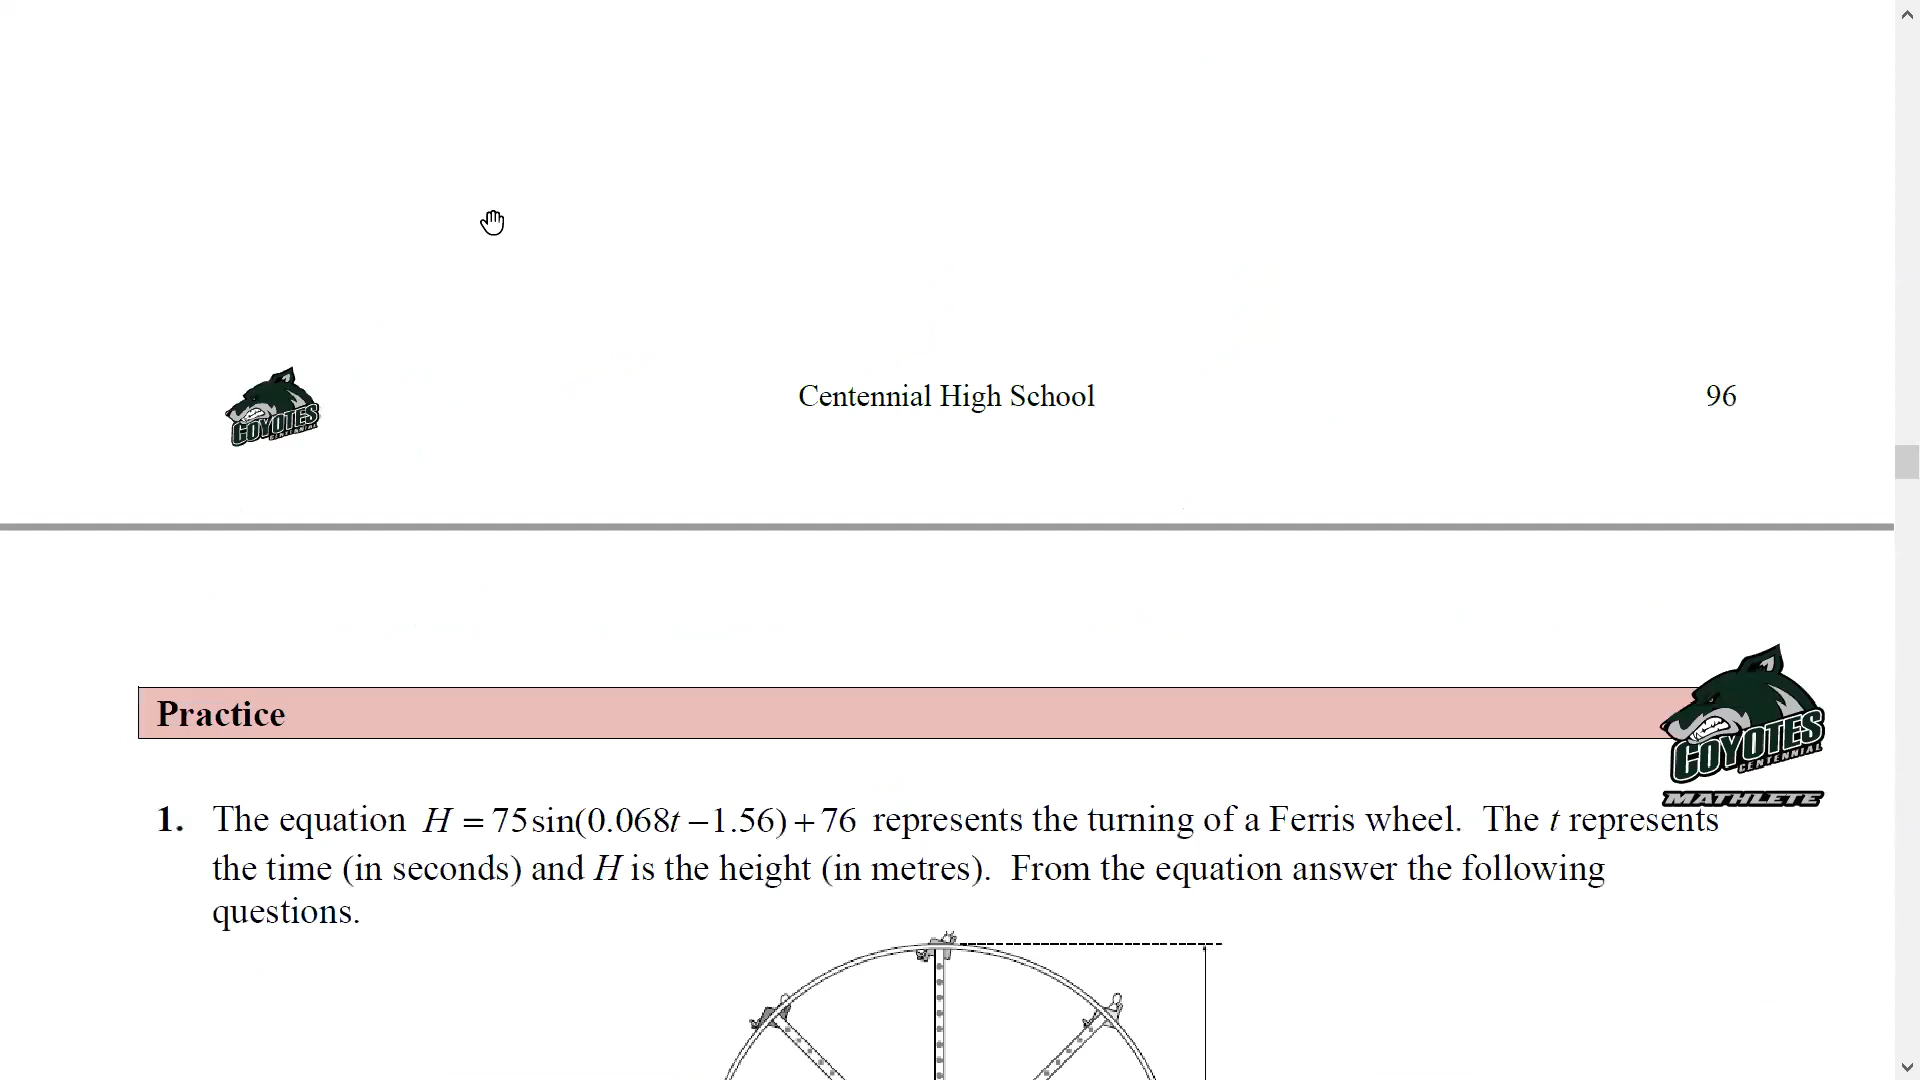 COYOTES
CENTENNIAL
Centennial High School
96
Practice
COYOTES
CENTENNIAL
MATHLETE
1. The equation H = 75sin(0.068t − 1.56) + 76 represents the turning of a Ferris wheel. The t represents
the time (in seconds) and H is the height (in metres). From the equation answer the following
questions.